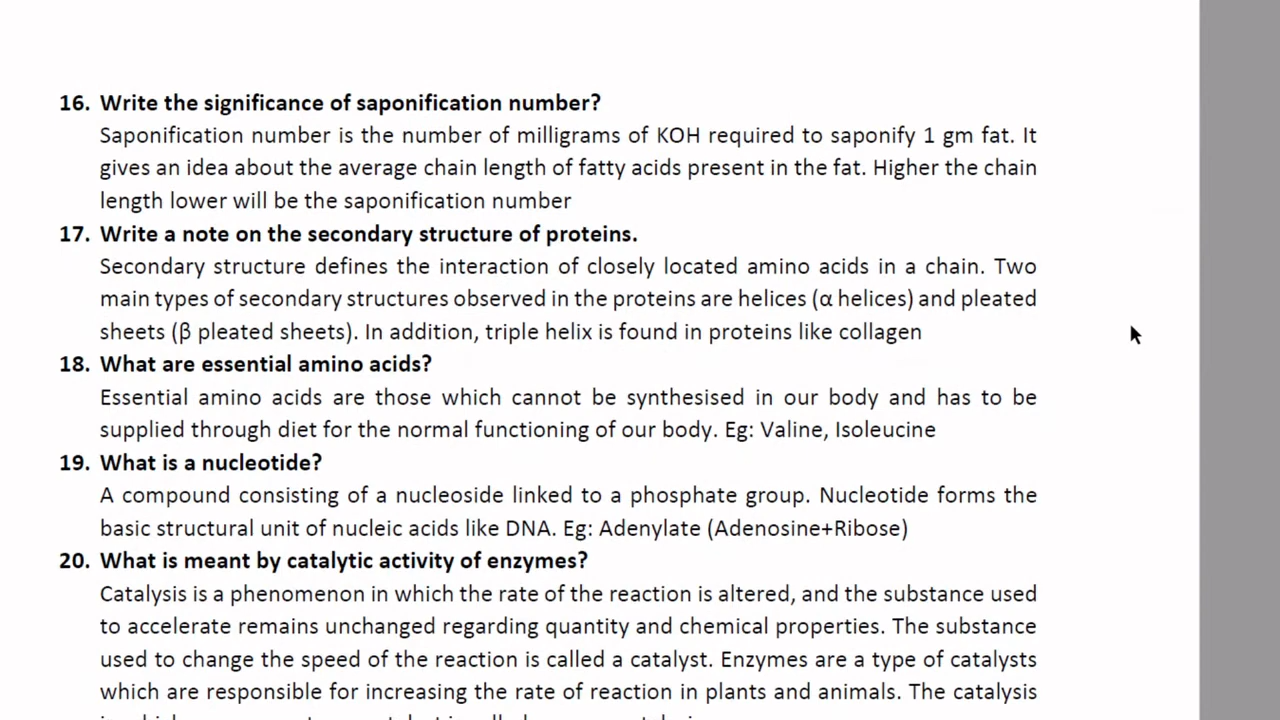 16. Write the significance of saponification number?
Saponification number is the number of milligrams of KOH required to saponify 1 gm fat. It
gives an idea about the average chain length of fatty acids present in the fat. Higher the chain
length lower will be the saponification number
17. Write a note on the secondary structure of proteins.
Secondary structure defines the interaction of closely located amino acids in a chain. Two
main types of secondary structures observed in the proteins are helices (α helices) and pleated
sheets (β pleated sheets). In addition, triple helix is found in proteins like collagen
18. What are essential amino acids?
Essential amino acids are those which cannot be synthesised in our body and has to be
supplied through diet for the normal functioning of our body. Eg: Valine, Isoleucine
19. What is a nucleotide?
A compound consisting of a nucleoside linked to a phosphate group. Nucleotide forms the
basic structural unit of nucleic acids like DNA. Eg: Adenylate (Adenosine+Ribose)
20. What is meant by catalytic activity of enzymes?
Catalysis is a phenomenon in which the rate of the reaction is altered, and the substance used
to accelerate remains unchanged regarding quantity and chemical properties. The substance
used to change the speed of the reaction is called a catalyst. Enzymes are a type of catalysts
which are responsible for increasing the rate of reaction in plants and animals. The catalysis